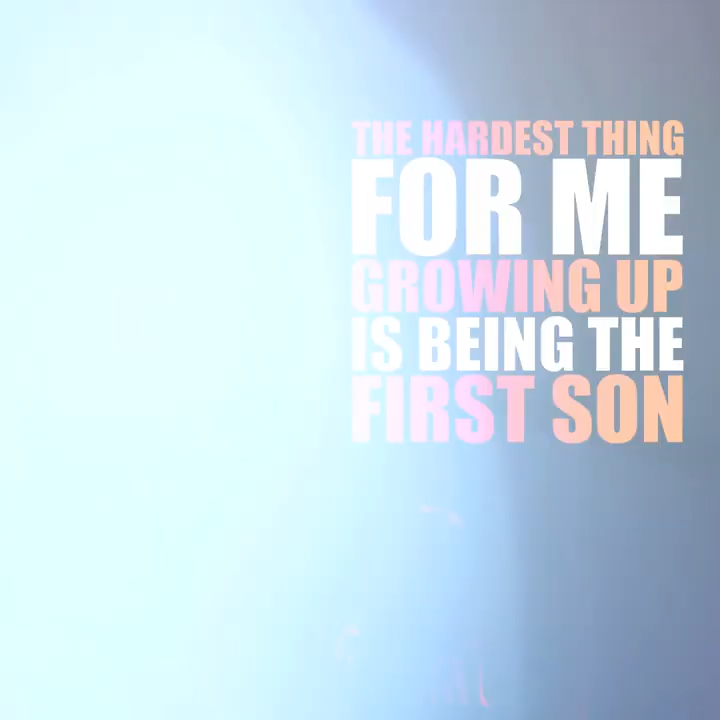 THE HARDEST THING
FOR ME
GROWING UP
IS BEING THE
FIRST SON